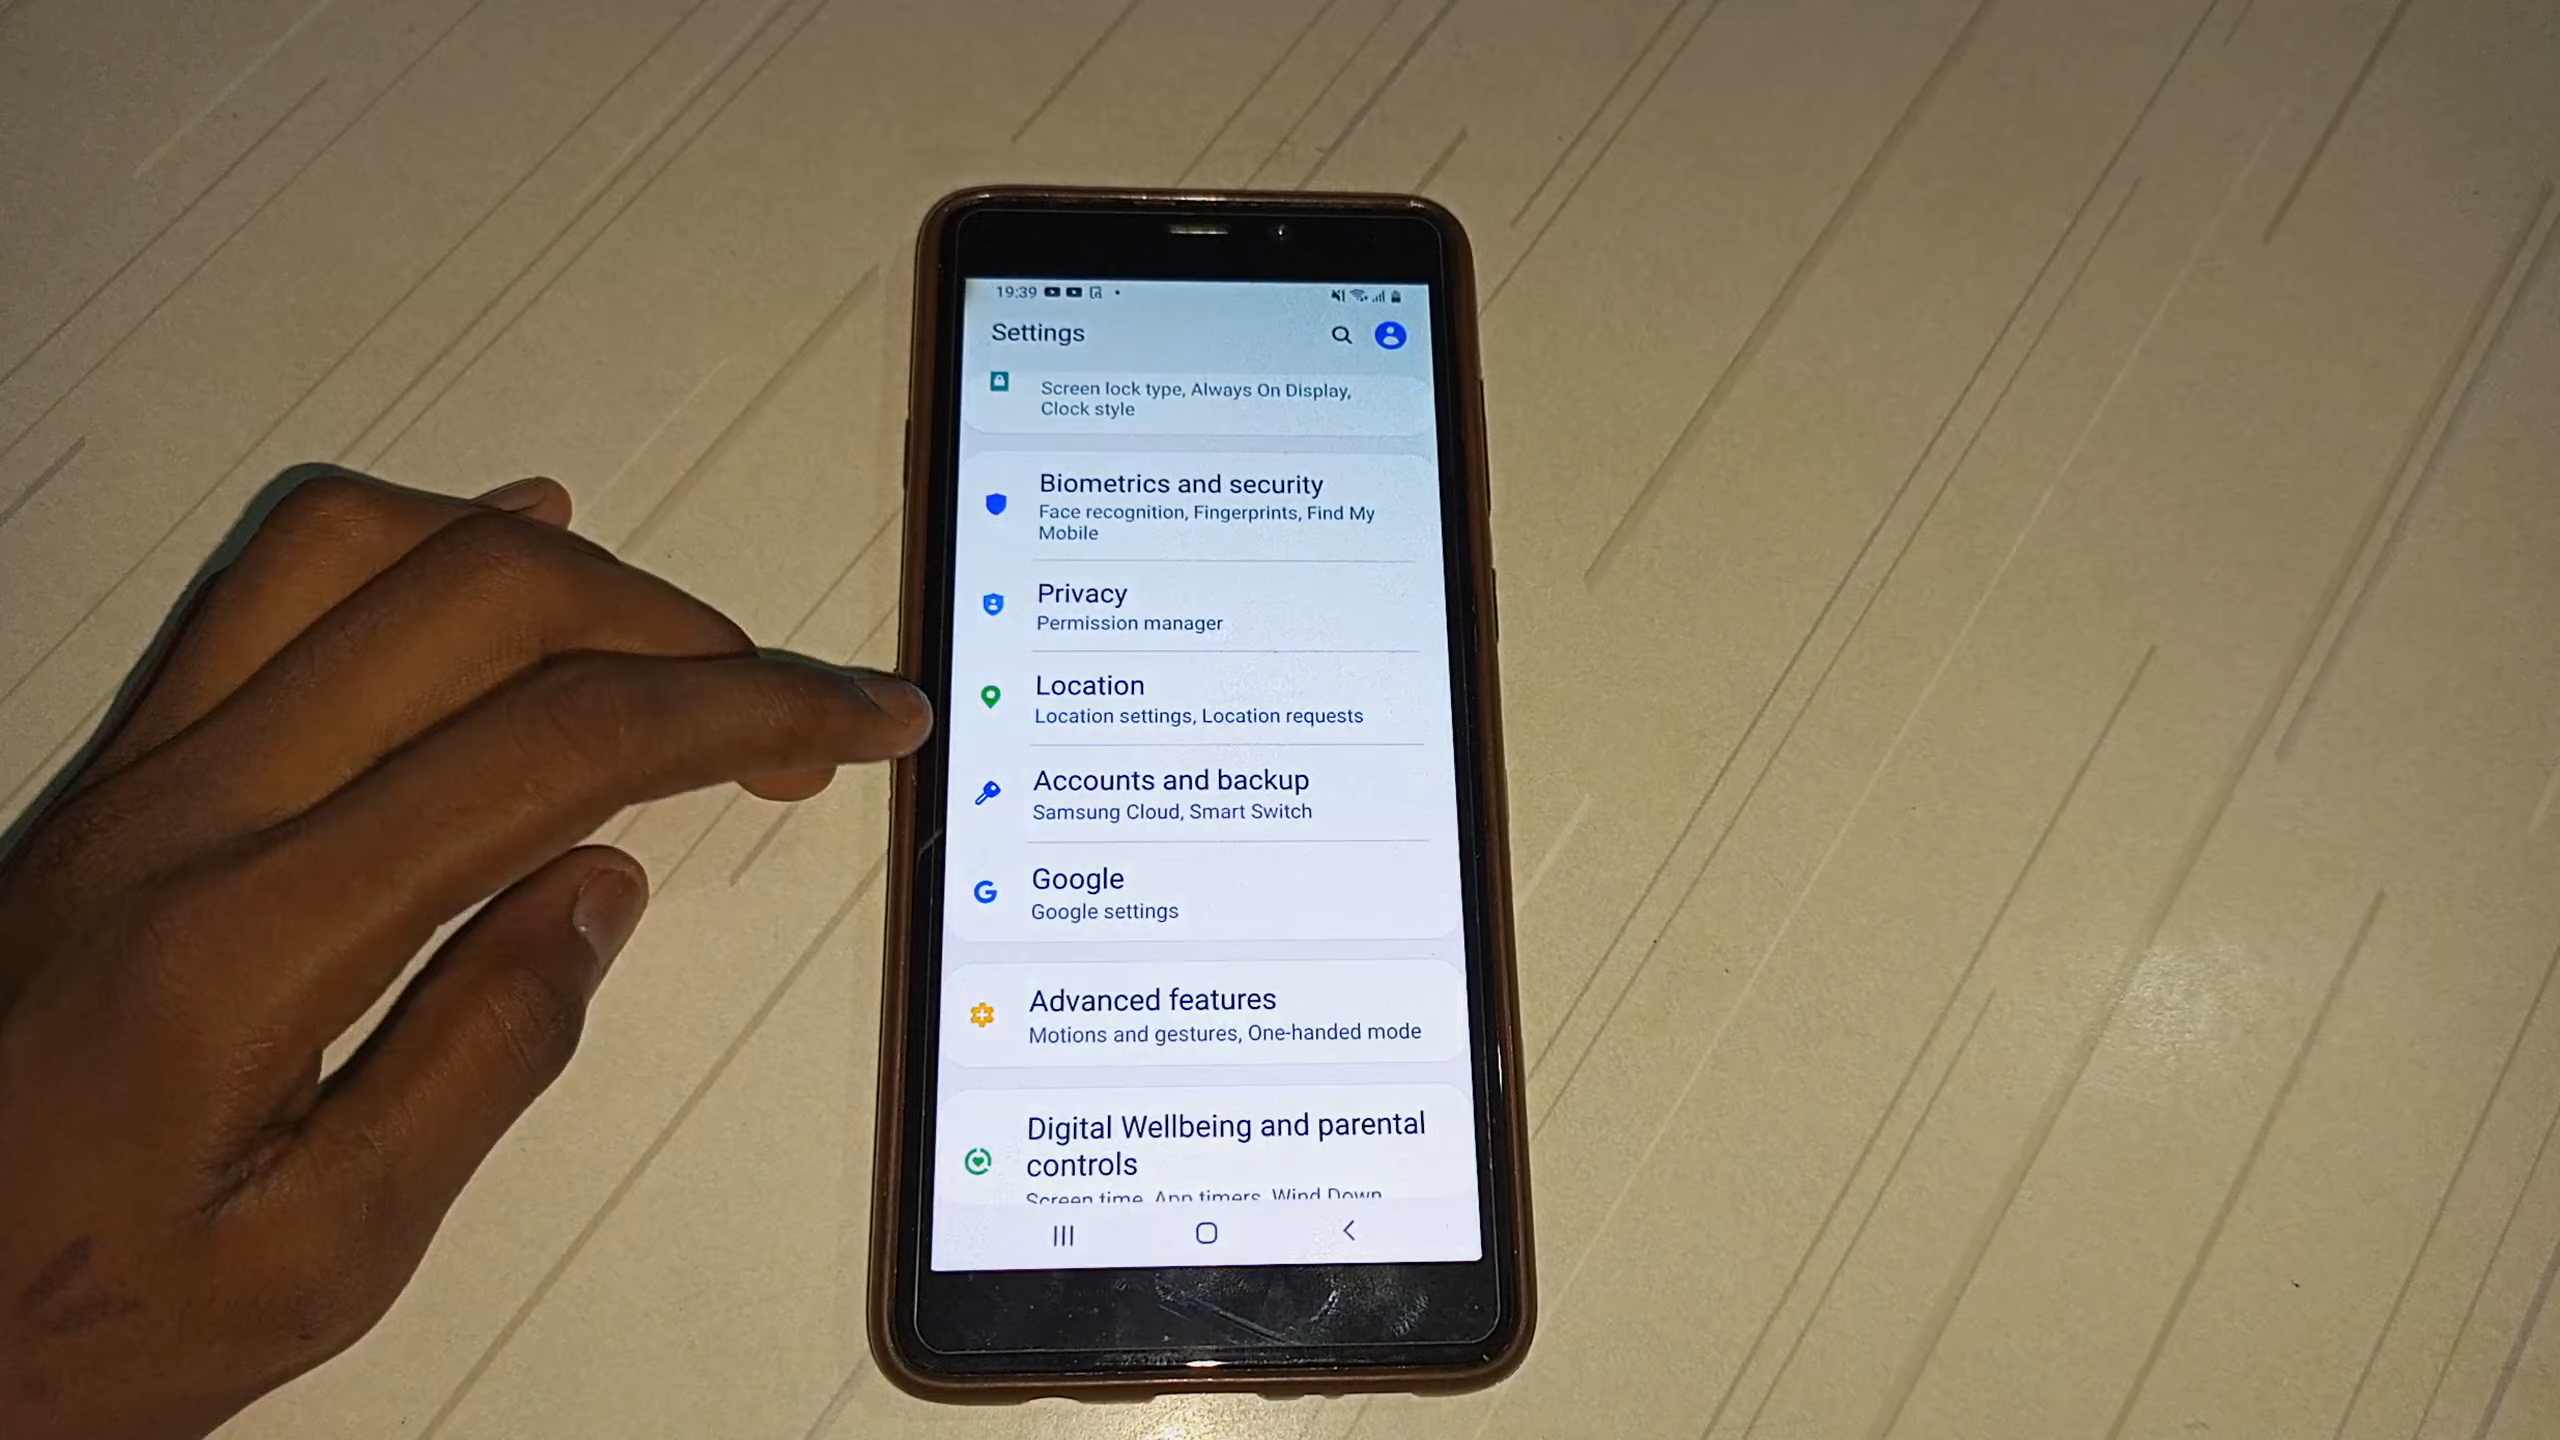 19:39
Settings
Screen lock type, Always On Display,
Clock style
Biometrics and security
Face recognition, Fingerprints, Find My
Mobile
Privacy
Permission manager
Location
Location settings, Location requests
Accounts and backup
Samsung Cloud, Smart Switch
Google
Google settings
Advanced features
Motions and gestures, One-handed mode
Digital Wellbeing and parental
controls
Screen time, App timers, Wind Down